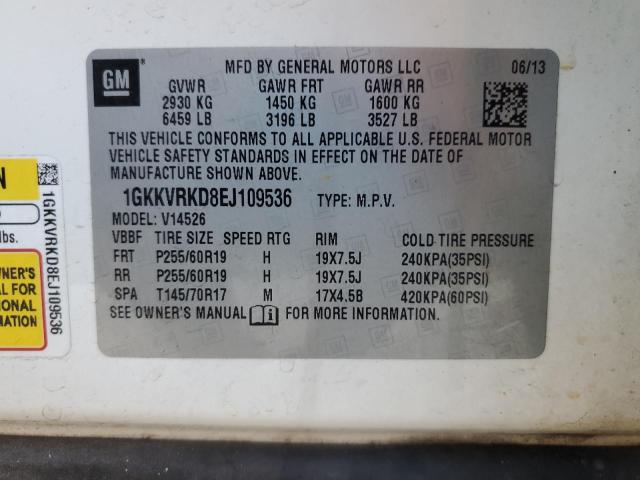 GM
MFD BY GENERAL MOTORS LLC 06/13
GVWR GAWR FRT GAWR RR
2930 KG 1450 KG 1600 KG
6459 LB 3196 LB 3527 LB
THIS VEHICLE CONFORMS TO ALL APPLICABLE U.S. FEDERAL MOTOR
VEHICLE SAFETY STANDARDS IN EFFECT ON THE DATE OF
MANUFACTURE SHOWN ABOVE.
1GKKVRKD8EJ109536 TYPE: M.P.V.
MODEL: V14526
VBBF TIRE SIZE SPEED RTG RIM COLD TIRE PRESSURE
FRT P255/60R19 H 19X7.5J 240KPA(35PSI)
RR P255/60R19 H 19X7.5J 240KPA(35PSI)
SPA T145/70R17 M 17X4.5B 420KPA(60PSI)
SEE OWNER'S MANUAL FOR MORE INFORMATION.
1GKKVRKD8EJ109536
lbs.